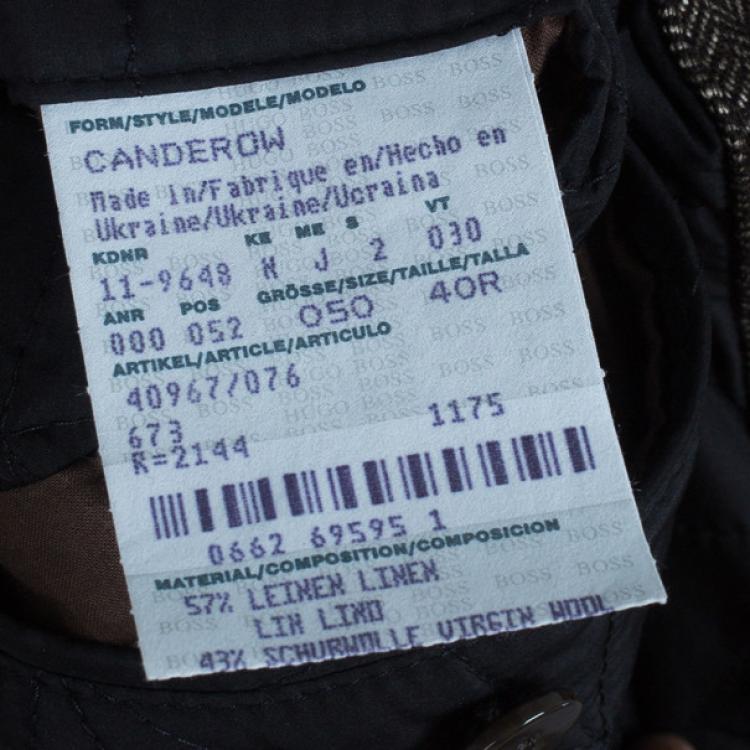 FORM/STYLE/MODELE/MODELO
CANDEROW
Made in/Fabrique en/Hecho en
Ukraine/Ukraine/Ucraina
KDNR KE ME S VT
11-9648 M J 2 030
ANR POS GRÖSSE/SIZE/TAILLE/TALLA
000 052 050 40R
ARTIKEL/ARTICLE/ARTICULO
40967/076
673 1175
R=2144
0662 69595 1
MATERIAL/COMPOSITION/COMPOSICION
57% LEINEN LINEN
LIN LINO
43% SCHURWOLLE VIRGIN WOOL